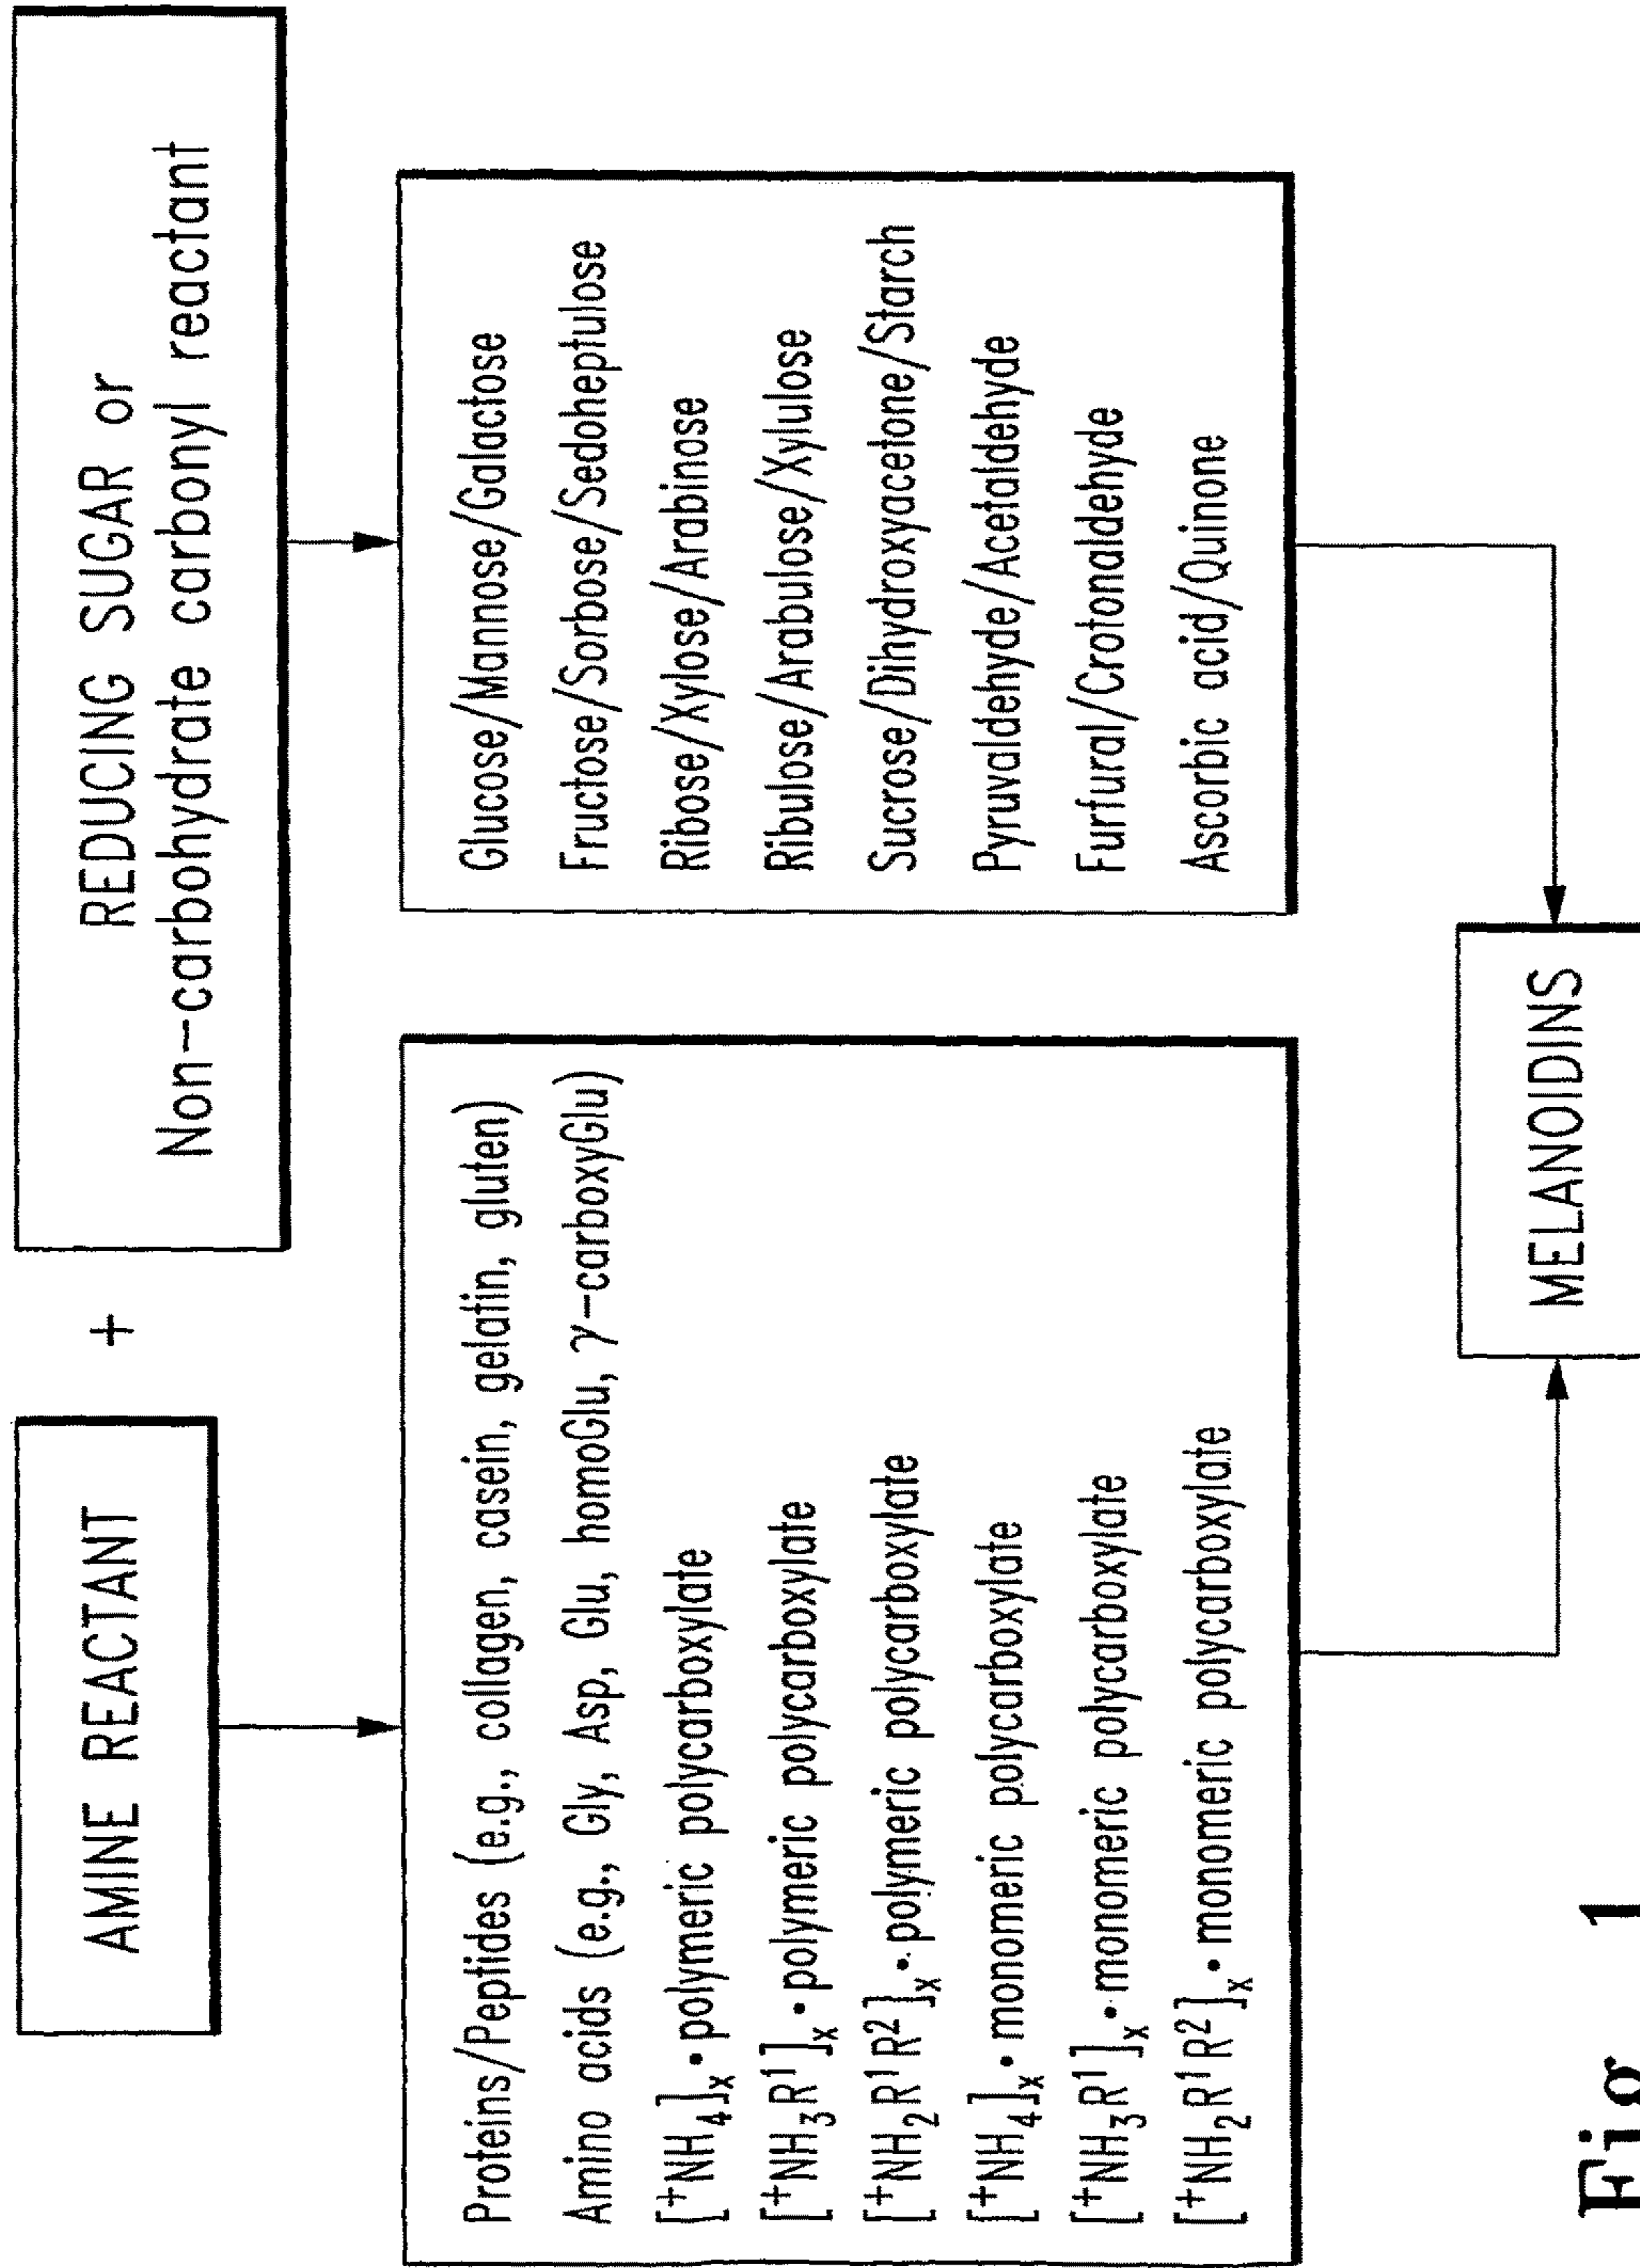 AMINE REACTANT
+
REDUCING SUGAR or
Non-carbohydrate carbonyl reactant
Proteins/Peptides (e.g., collagen, casein, gelatin, gluten)
Amino acids (e.g., Gly, Asp, Glu, homoGlu, γ-carboxyGlu)
[⁺NH₄]ₓ • polymeric polycarboxylate
[⁺NH₃R¹]ₓ • polymeric polycarboxylate
[⁺NH₂R¹R²]ₓ • polymeric polycarboxylate
[⁺NH₄]ₓ • monomeric polycarboxylate
[⁺NH₃R¹]ₓ • monomeric polycarboxylate
[⁺NH₂R¹R²]ₓ • monomeric polycarboxylate
Glucose/Mannose/Galactose
Fructose/Sorbose/Sedoheptulose
Ribose/Xylose/Arabinose
Ribulose/Arabulose/Xylulose
Sucrose/Dihydroxyacetone/Starch
Pyruvaldehyde/Acetaldehyde
Furfural/Crotonaldehyde
Ascorbic acid/Quinone
MELANOIDINS
Fig. 1